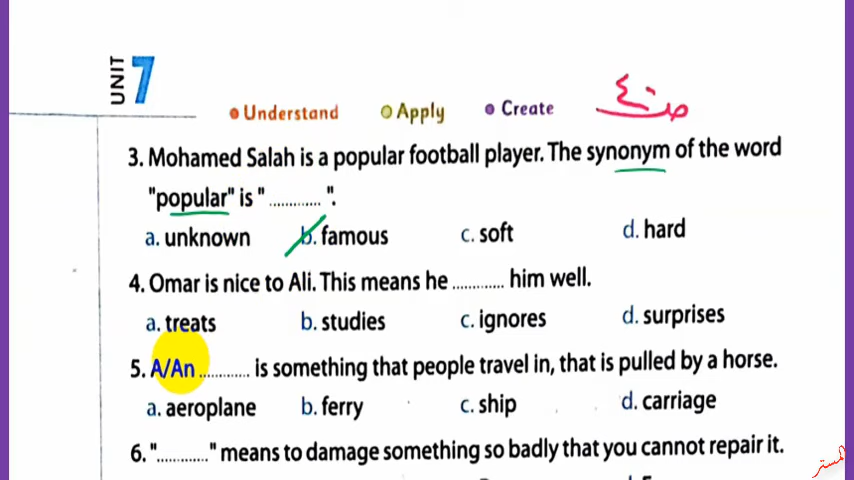 UNIT 7
Understand Apply Create
3. Mohamed Salah is a popular football player. The synonym of the word
"popular" is " ............. ".
a. unknown b. famous c. soft d. hard
4. Omar is nice to Ali. This means he ............ him well.
a. treats b. studies c. ignores d. surprises
5. A/An ............ is something that people travel in, that is pulled by a horse.
a. aeroplane b. ferry c. ship d. carriage
6. "............." means to damage something so badly that you cannot repair it.
المستر